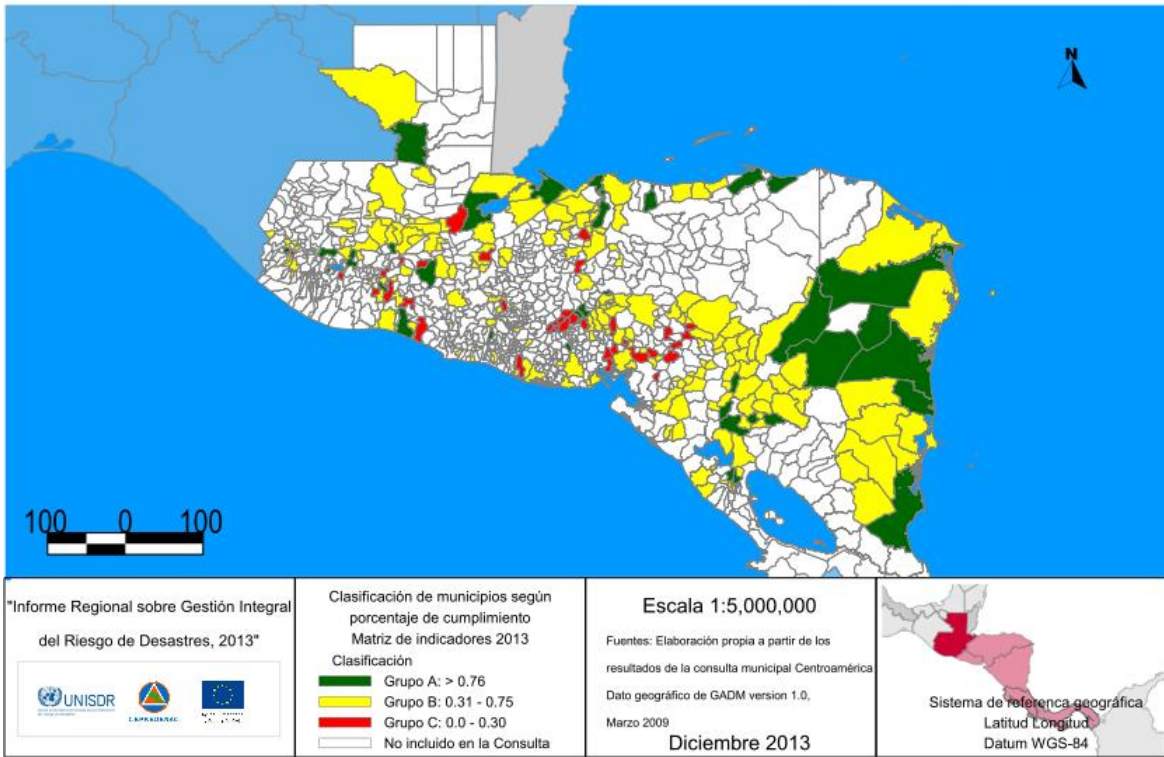 N
100 0 100
"Informe Regional sobre Gestión Integral
del Riesgo de Desastres, 2013"
UNISDR
CEPREDENAC
Clasificación de municipios según
porcentaje de cumplimiento
Matriz de indicadores 2013
Clasificación
Grupo A: > 0.76
Grupo B: 0.31 - 0.75
Grupo C: 0.0 - 0.30
No incluido en la Consulta
Escala 1:5,000,000
Fuentes: Elaboración propia a partir de los
resultados de la consulta municipal Centroamérica
Dato geográfico de GADM version 1.0,
Marzo 2009
Diciembre 2013
Sistema de referenca geográfica
Latitud Longitud
Datum WGS-84